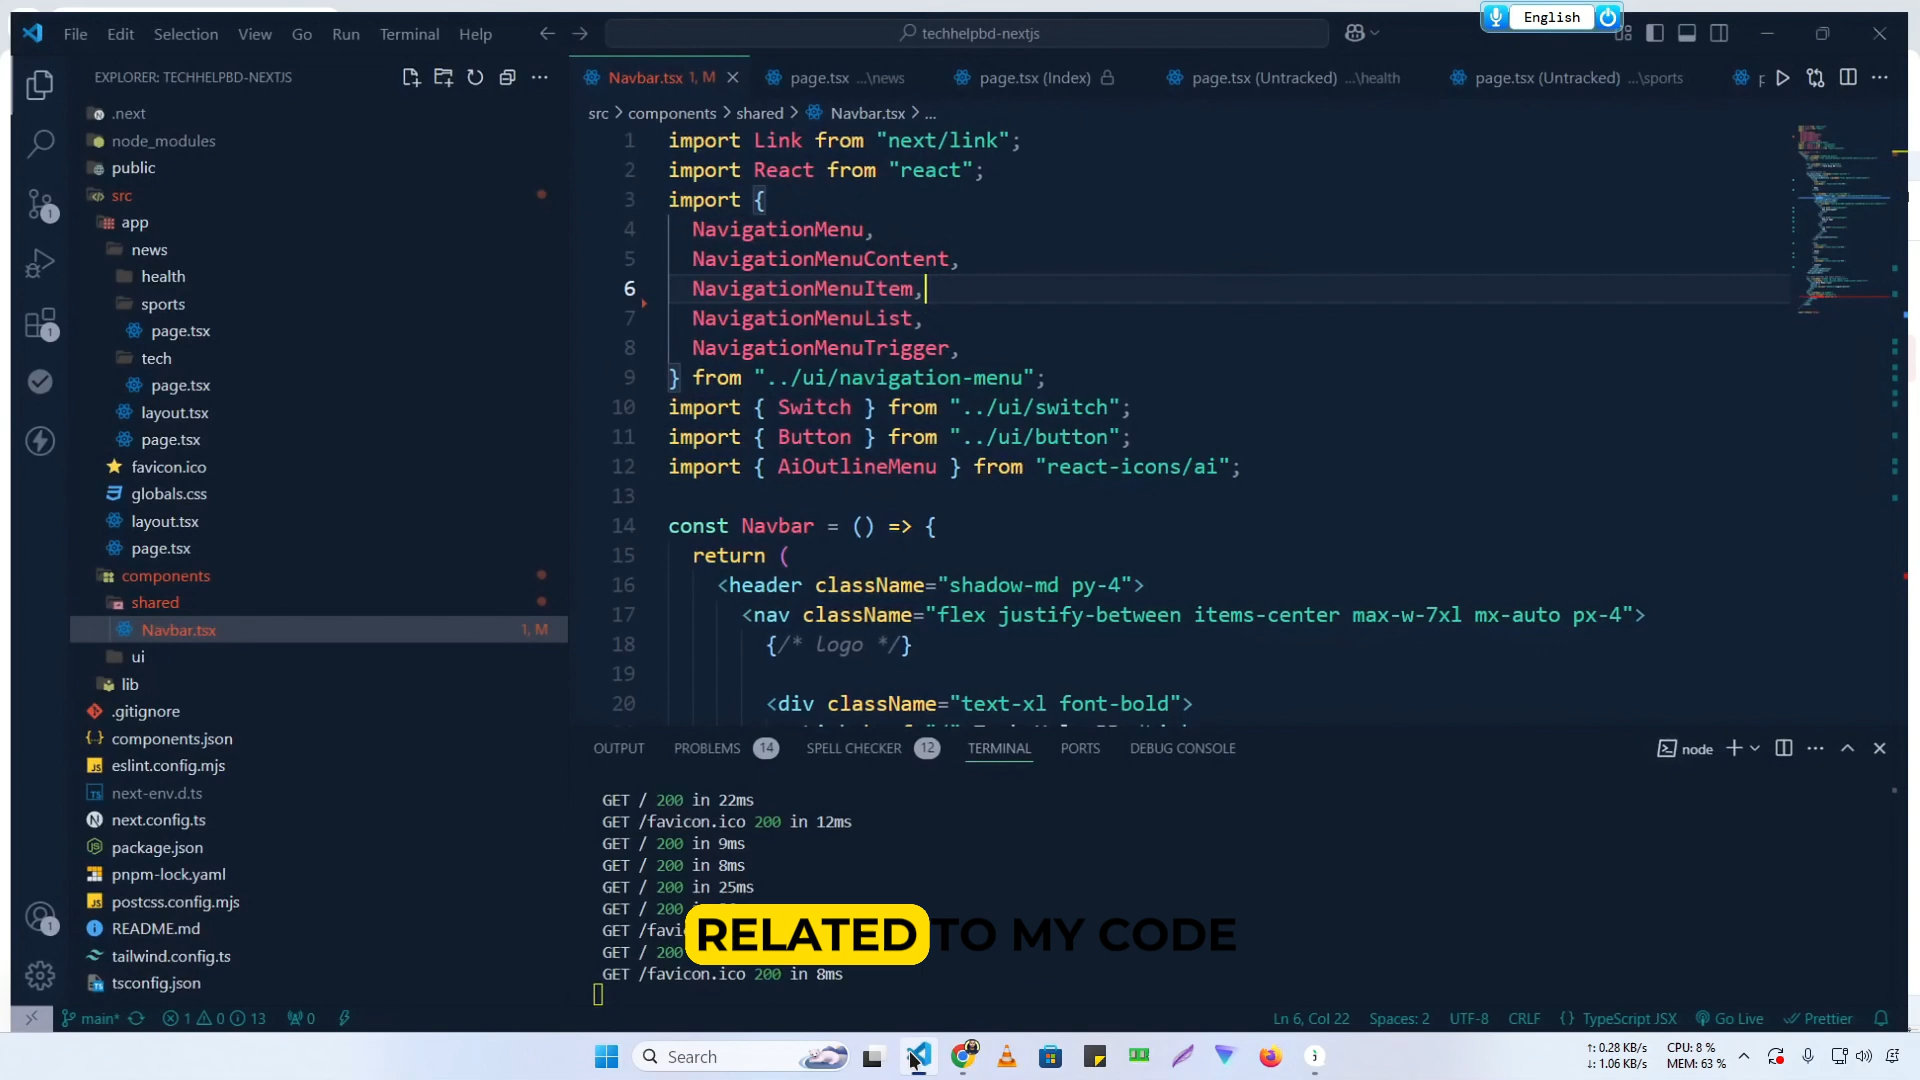 English
File Edit Selection View Go Run Terminal Help
techhelpbd-nextjs
EXPLORER: TECHHELPBD-NEXTJS
Navbar.tsx 1, M
page.tsx ...\news
page.tsx (Index)
page.tsx (Untracked) ...\health
page.tsx (Untracked) ...\sports
src > components > shared > Navbar.tsx > ...
.next
node_modules
public
src
app
news
health
sports
page.tsx
tech
page.tsx
layout.tsx
page.tsx
favicon.ico
globals.css
layout.tsx
page.tsx
components
shared
Navbar.tsx 1, M
ui
lib
.gitignore
components.json
eslint.config.mjs
next-env.d.ts
next.config.ts
package.json
pnpm-lock.yaml
postcss.config.mjs
README.md
tailwind.config.ts
tsconfig.json
1 import Link from "next/link";
2 import React from "react";
3 import {
4 NavigationMenu,
5 NavigationMenuContent,
6 NavigationMenuItem,
7 NavigationMenuList,
8 NavigationMenuTrigger,
9 } from "../ui/navigation-menu";
10 import { Switch } from "../ui/switch";
11 import { Button } from "../ui/button";
12 import { AiOutlineMenu } from "react-icons/ai";
13
14 const Navbar = () => {
15 return (
16 <header className="shadow-md py-4">
17 <nav className="flex justify-between items-center max-w-7xl mx-auto px-4">
18 {/* logo */}
19
20 <div className="text-xl font-bold">
OUTPUT PROBLEMS 14 SPELL CHECKER 12 TERMINAL PORTS DEBUG CONSOLE
node
GET / 200 in 22ms
GET /favicon.ico 200 in 12ms
GET / 200 in 9ms
GET / 200 in 8ms
GET / 200 in 25ms
GET / 200
GET /favi
GET / 200
GET /favicon.ico 200 in 8ms
RELATED TO MY CODE
main* 1 0 13 0
Ln 6, Col 22 Spaces: 2 UTF-8 CRLF {} TypeScript JSX Go Live Prettier
Search
↑: 0.28 KB/s
↓: 1.06 KB/s
CPU: 8 %
MEM: 63 %